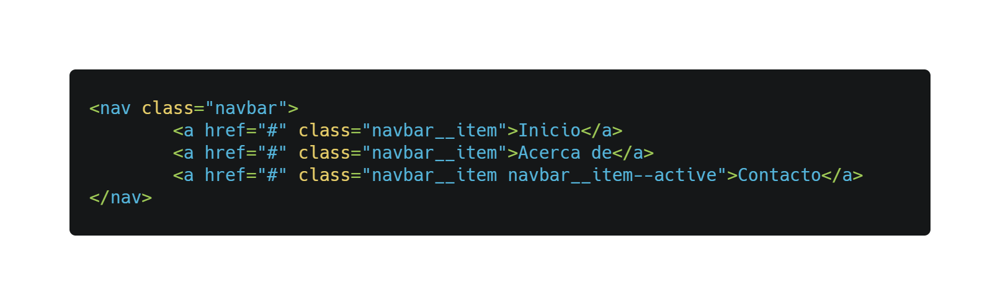 <nav class="navbar">
        <a href="#" class="navbar__item">Inicio</a>
        <a href="#" class="navbar__item">Acerca de</a>
        <a href="#" class="navbar__item navbar__item--active">Contacto</a>
</nav>